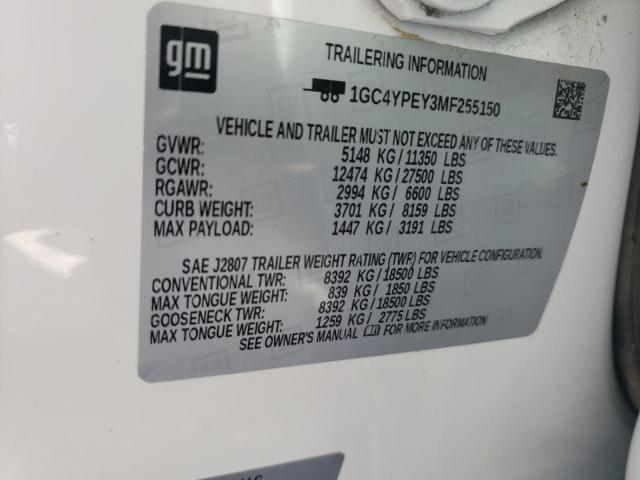 gm
TRAILERING INFORMATION
1GC4YPEY3MF255150
VEHICLE AND TRAILER MUST NOT EXCEED ANY OF THESE VALUES.
GVWR: 5148 KG/11350 LBS
GCWR: 12474 KG/27500 LBS
RGAWR: 2994 KG/ 6600 LBS
CURB WEIGHT: 3701 KG/ 8159 LBS
MAX PAYLOAD: 1447 KG/ 3191 LBS
SAE J2807 TRAILER WEIGHT RATING (TWR) FOR VEHICLE CONFIGURATION.
CONVENTIONAL TWR: 8392 KG/18500 LBS
MAX TONGUE WEIGHT: 839 KG/ 1850 LBS
GOOSENECK TWR: 8392 KG/18500 LBS
MAX TONGUE WEIGHT: 1259 KG/ 2775 LBS
SEE OWNER'S MANUAL FOR MORE INFORMATION